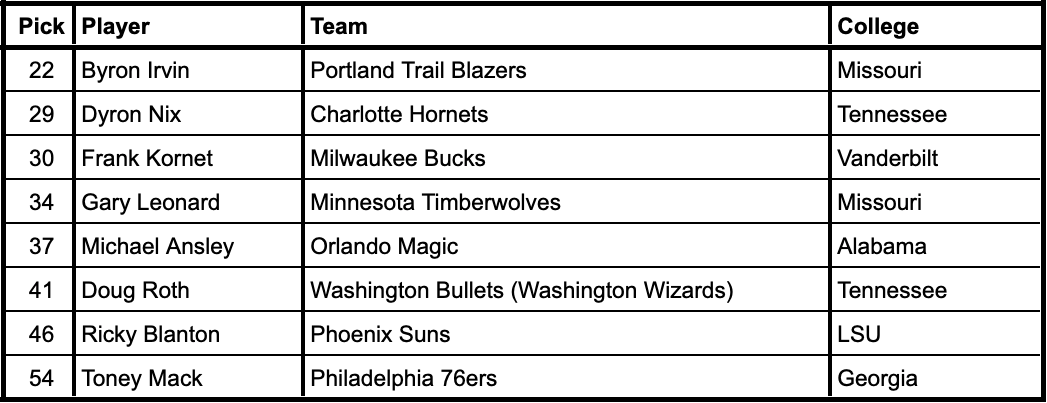 Pick Player Team College
22 Byron Irvin Portland Trail Blazers Missouri
29 Dyron Nix Charlotte Hornets Tennessee
30 Frank Kornet Milwaukee Bucks Vanderbilt
34 Gary Leonard Minnesota Timberwolves Missouri
37 Michael Ansley Orlando Magic Alabama
41 Doug Roth Washington Bullets (Washington Wizards) Tennessee
46 Ricky Blanton Phoenix Suns LSU
54 Toney Mack Philadelphia 76ers Georgia